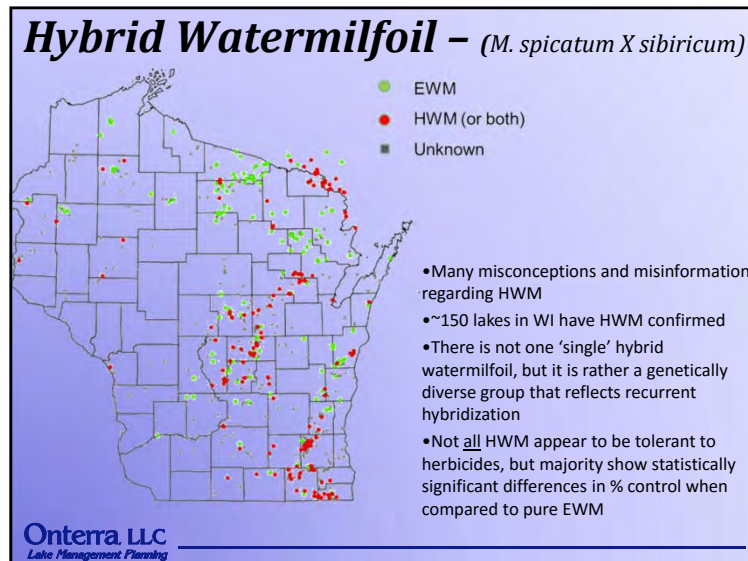 Hybrid Watermilfoil – (M. spicatum X sibiricum)
EWM
HWM (or both)
Unknown
•Many misconceptions and misinformation
regarding HWM
•~150 lakes in WI have HWM confirmed
•There is not one ‘single’ hybrid
watermilfoil, but it is rather a genetically
diverse group that reflects recurrent
hybridization
•Not all HWM appear to be tolerant to
herbicides, but majority show statistically
significant differences in % control when
compared to pure EWM
Onterra, LLC
Lake Management Planning